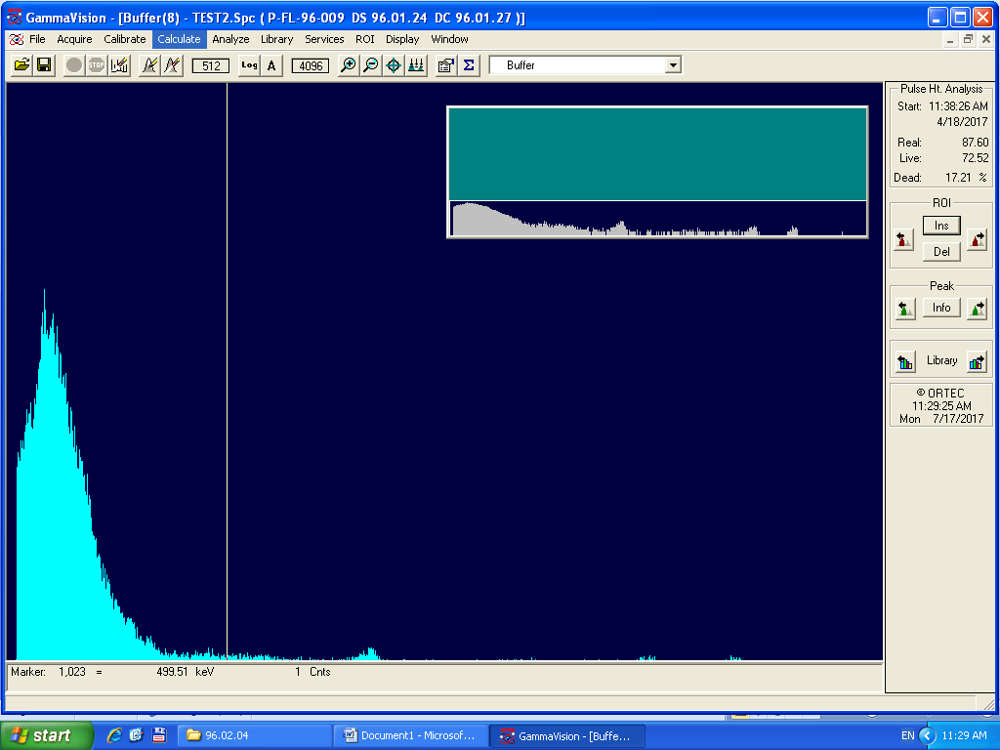 GammaVision - [Buffer(8) - TEST2.Spc ( P-FL-96-009 DS 96.01.24 DC 96.01.27 )]
File Acquire Calibrate Calculate Analyze Library Services ROI Display Window
STOP 512 Log A 4096 Σ Buffer
Pulse Ht. Analysis
Start: 11:38:26 AM
4/18/2017
Real: 87.60
Live: 72.52
Dead: 17.21 %
ROI
Ins
Del
Peak
Info
Library
© ORTEC
11:29:25 AM
Mon 7/17/2017
Marker: 1,023 = 499.51 keV 1 Cnts
start 96.02.04 Document1 - Microsof... GammaVision - [Buffe... EN 11:29 AM